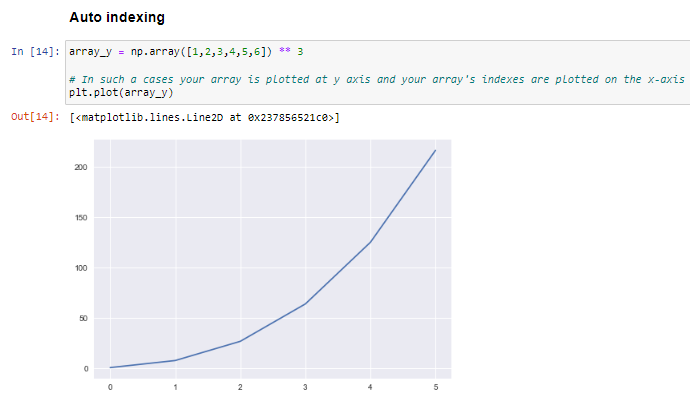 Auto indexing
In [14]: array_y = np.array([1,2,3,4,5,6]) ** 3
# In such a cases your array is plotted at y axis and your array's indexes are plotted on the x-axis
plt.plot(array_y)
Out[14]: [<matplotlib.lines.Line2D at 0x237856521c0>]
200
150
100
50
0
0 1 2 3 4 5